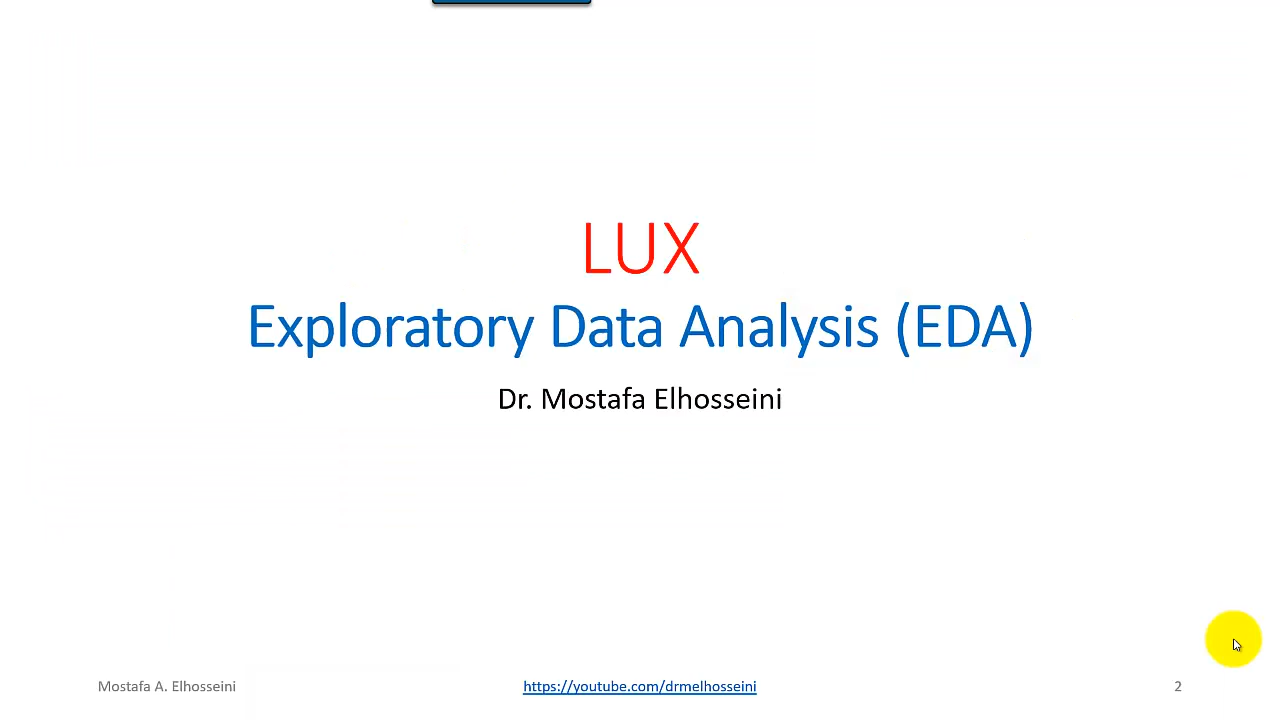 LUX
Exploratory Data Analysis (EDA)
Dr. Mostafa Elhosseini
Mostafa A. Elhosseini
https://youtube.com/drmelhosseini
2